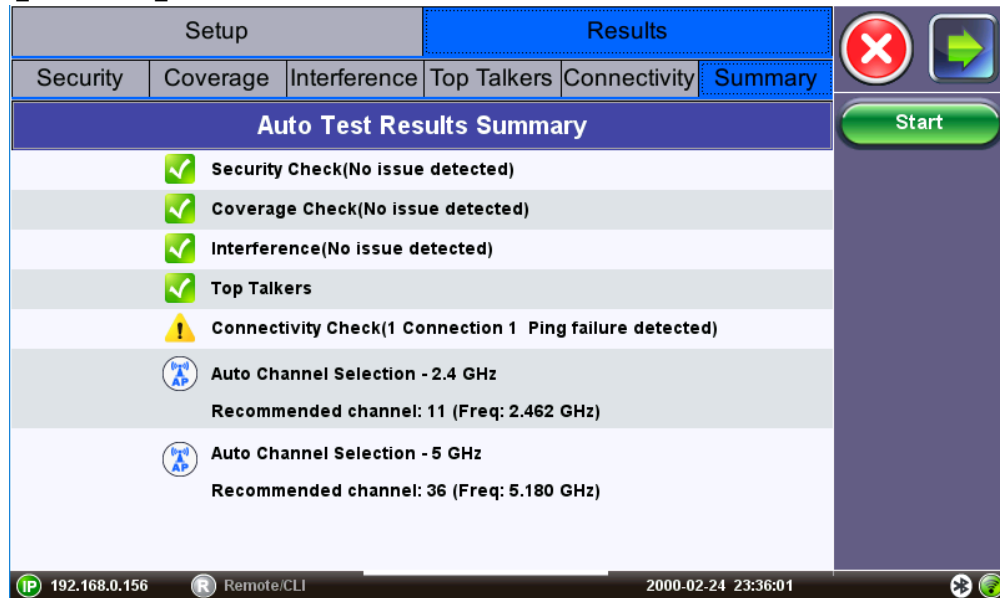 Setup Results
Security Coverage Interference Top Talkers Connectivity Summary
Auto Test Results Summary
Start
Security Check(No issue detected)
Coverage Check(No issue detected)
Interference(No issue detected)
Top Talkers
Connectivity Check(1 Connection 1 Ping failure detected)
AP Auto Channel Selection - 2.4 GHz
Recommended channel: 11 (Freq: 2.462 GHz)
AP Auto Channel Selection - 5 GHz
Recommended channel: 36 (Freq: 5.180 GHz)
IP 192.168.0.156 R Remote/CLI 2000-02-24 23:36:01